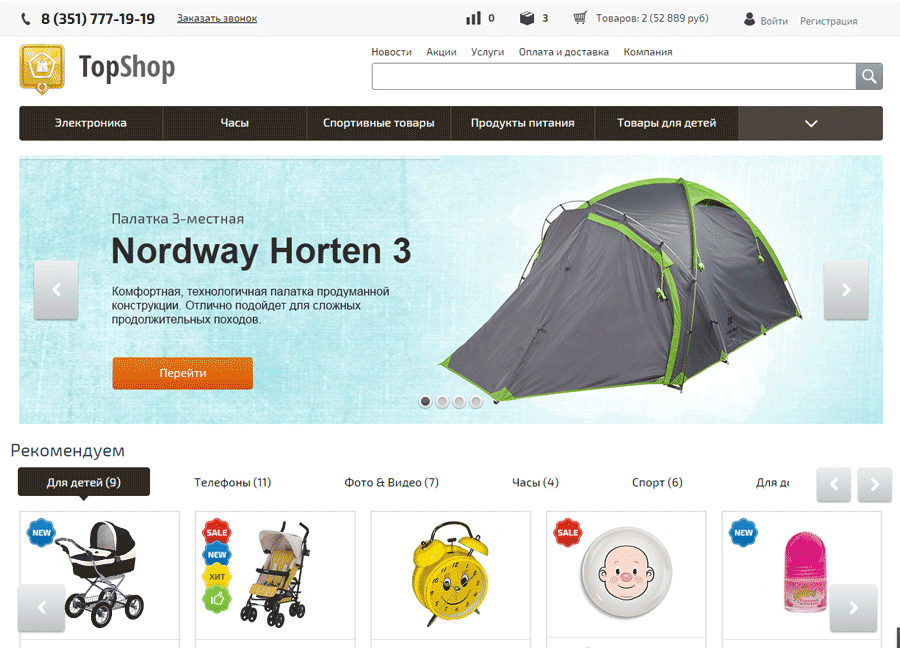 8 (351) 777-19-19 Заказать звонок 0 3 Товаров: 2 (52 889 руб) Войти Регистрация
TopShop
Новости Акции Услуги Оплата и доставка Компания
Электроника Часы Спортивные товары Продукты питания Товары для детей
Палатка 3-местная
Nordway Horten 3
Комфортная, технологичная палатка продуманной
конструкции. Отлично подойдет для сложных
продолжительных походов.
Перейти
Рекомендуем
Для детей (9) Телефоны (11) Фото & Видео (7) Часы (4) Спорт (6) Для де
NEW SALE SALE NEW
NEW
ХИТ